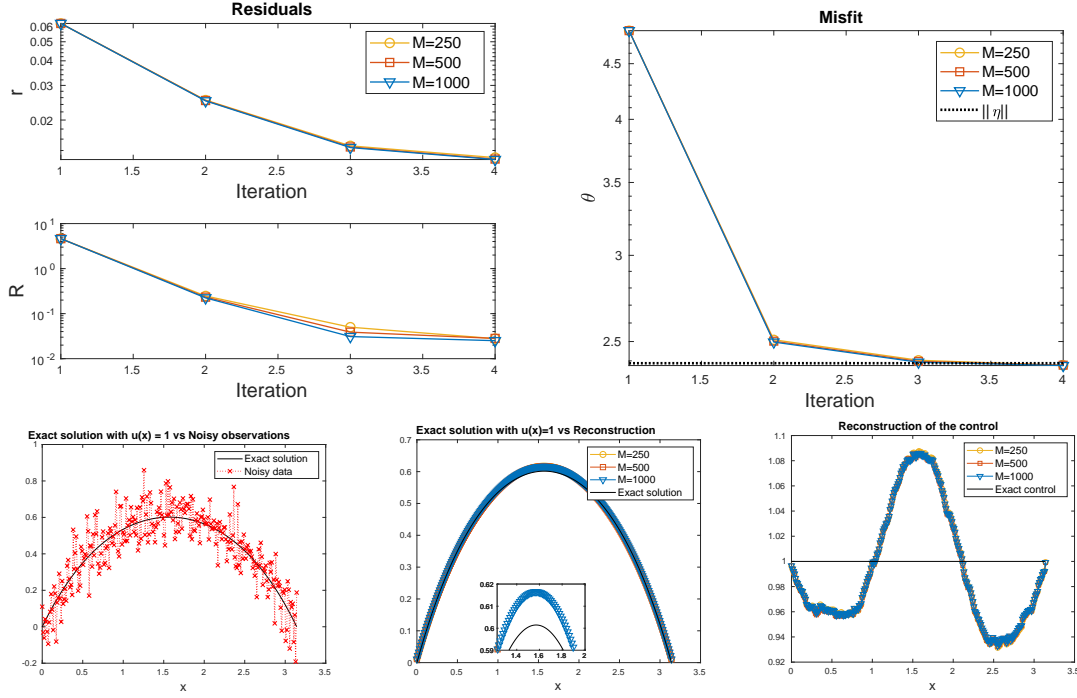 Residuals
0.06
0.05
0.04
0.03
0.02
r
M=250
M=500
M=1000
1
1.5
2
2.5
3
3.5
4
Iteration
10^1
10^0
10^-1
10^-2
R
1
1.5
2
2.5
3
3.5
4
Iteration
Misfit
4.5
4
3
2.5
θ
M=250
M=500
M=1000
|| η||
1
1.5
2
2.5
3
3.5
4
Iteration
Exact solution with u(x) = 1 vs Noisy observations
1
0.8
0.6
0.4
0.2
0
-0.2
Exact solution
Noisy data
0
0.5
1
1.5
2
2.5
3
3.5
x
Exact solution with u(x)=1 vs Reconstruction
0.7
0.6
0.5
0.4
0.3
0.2
0.1
0
M=250
M=500
M=1000
Exact solution
0.62
0.61
0.6
0.59
1.4
1.6
1.8
2
0
0.5
1
1.5
2
2.5
3
3.5
x
Reconstruction of the control
1.1
1.08
1.06
1.04
1.02
1
0.98
0.96
0.94
0.92
M=250
M=500
M=1000
Exact control
0
0.5
1
1.5
2
2.5
3
3.5
x